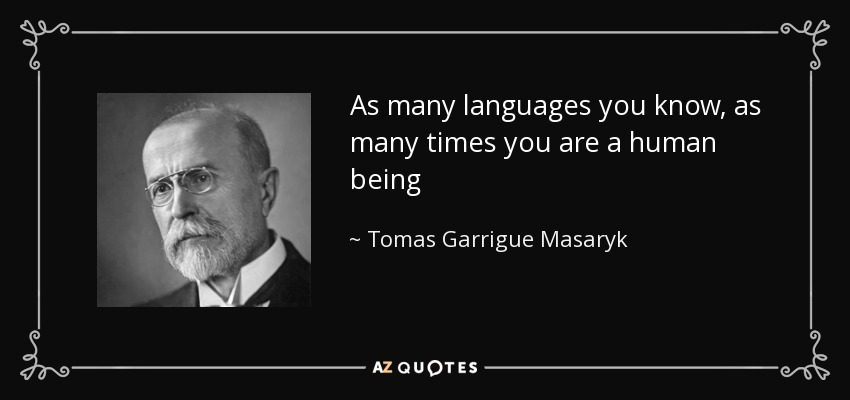 As many languages you know, as
many times you are a human
being
~ Tomas Garrigue Masaryk
AZ QUOTES